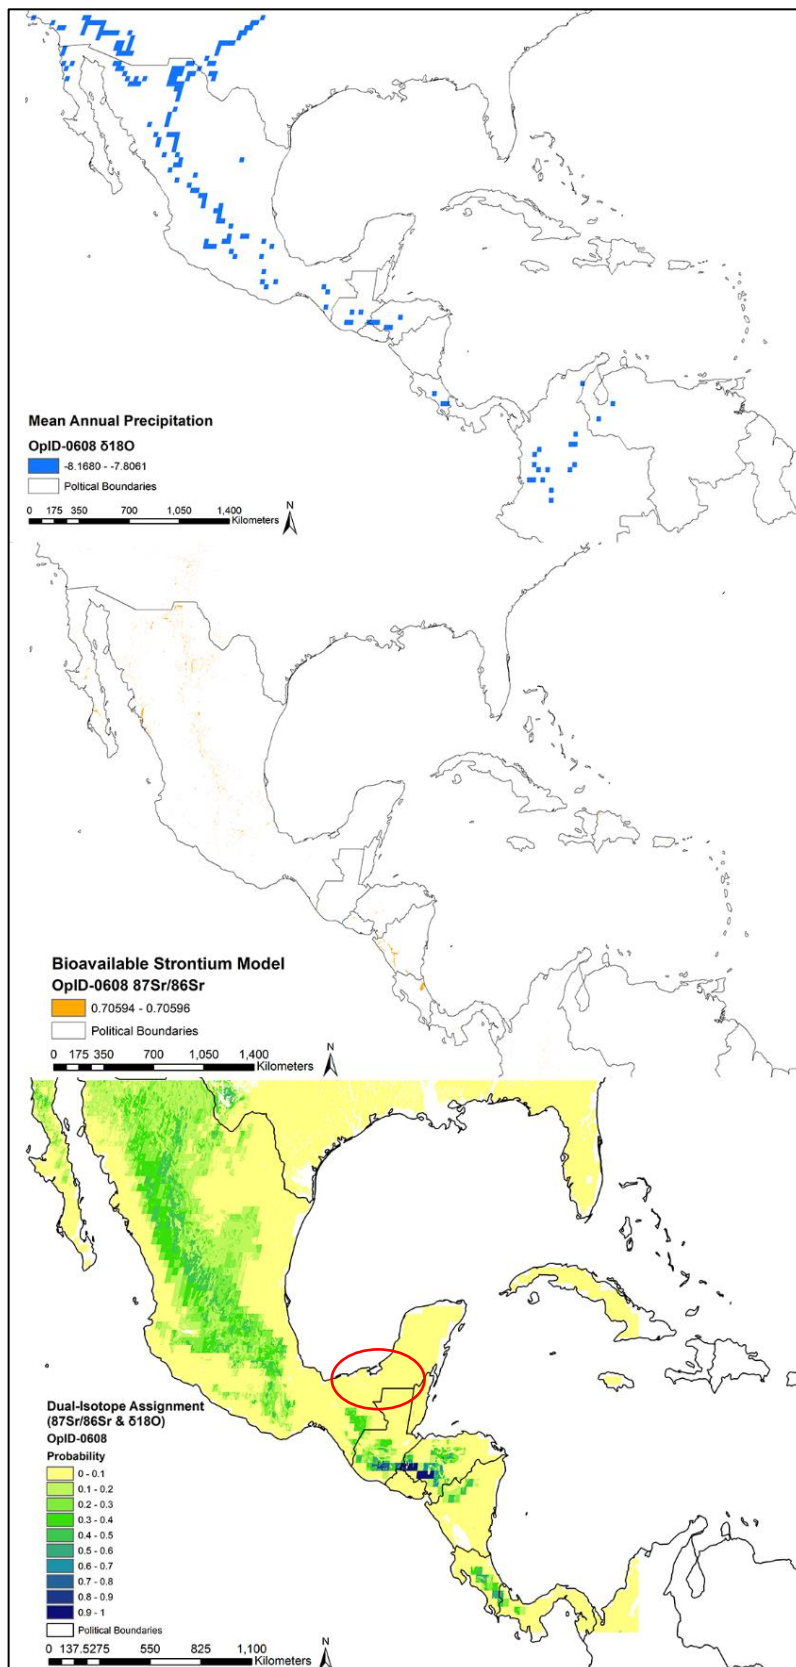 Mean Annual Precipitation
OpID-0608 δ18O
-8.1680 - -7.8061
Poltical Boundaries
N
0 175 350 700 1,050 1,400
Kilometers
Bioavailable Strontium Model
OpID-0608 87Sr/86Sr
0.70594 - 0.70596
Political Boundaries
N
0 175 350 700 1,050 1,400
Kilometers
Dual-Isotope Assignment
(87Sr/86Sr & δ18O)
OpID-0608
Probability
0 - 0.1
0.1 - 0.2
0.2 - 0.3
0.3 - 0.4
0.4 - 0.5
0.5 - 0.6
0.6 - 0.7
0.7 - 0.8
0.8 - 0.9
0.9 - 1
Political Boundaries
N
0 137.5275 550 825 1,100
Kilometers